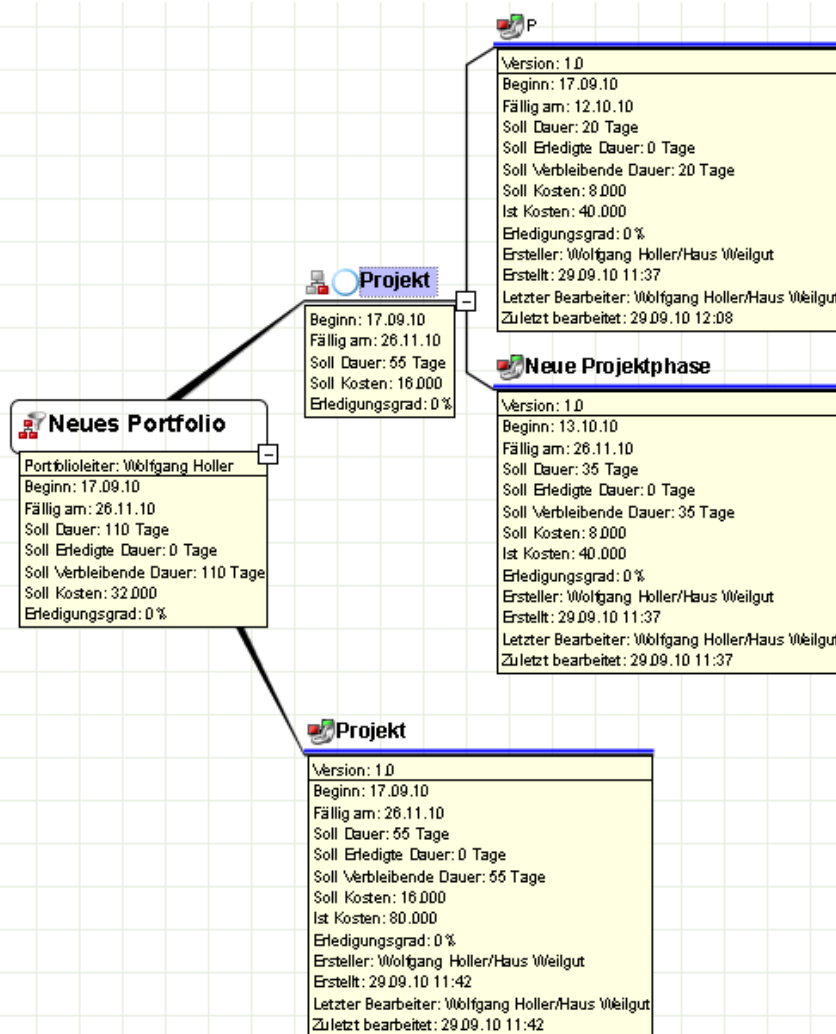 P
Version: 1.0
Beginn: 17.09.10
Fällig am: 12.10.10
Soll Dauer: 20 Tage
Soll Erledigte Dauer: 0 Tage
Soll Verbleibende Dauer: 20 Tage
Soll Kosten: 8.000
Ist Kosten: 40.000
Erledigungsgrad: 0%
Ersteller: Wolfgang Holler/Haus Weilgut
Erstellt: 29.09.10 11:37
Letzter Bearbeiter: Wolfgang Holler/Haus Weilgut
Zuletzt bearbeitet: 29.09.10 12:08
Projekt
Beginn: 17.09.10
Fällig am: 26.11.10
Soll Dauer: 55 Tage
Soll Kosten: 16.000
Erledigungsgrad: 0%
Neue Projektphase
Version: 1.0
Beginn: 13.10.10
Fällig am: 26.11.10
Soll Dauer: 35 Tage
Soll Erledigte Dauer: 0 Tage
Soll Verbleibende Dauer: 35 Tage
Soll Kosten: 8.000
Ist Kosten: 40.000
Erledigungsgrad: 0%
Ersteller: Wolfgang Holler/Haus Weilgut
Erstellt: 29.09.10 11:37
Letzter Bearbeiter: Wolfgang Holler/Haus Weilgut
Zuletzt bearbeitet: 29.09.10 11:37
Neues Portfolio
Portfolioleiter: Wolfgang Holler
Beginn: 17.09.10
Fällig am: 26.11.10
Soll Dauer: 110 Tage
Soll Erledigte Dauer: 0 Tage
Soll Verbleibende Dauer: 110 Tage
Soll Kosten: 32.000
Erledigungsgrad: 0%
Projekt
Version: 1.0
Beginn: 17.09.10
Fällig am: 26.11.10
Soll Dauer: 55 Tage
Soll Erledigte Dauer: 0 Tage
Soll Verbleibende Dauer: 55 Tage
Soll Kosten: 16.000
Ist Kosten: 80.000
Erledigungsgrad: 0%
Ersteller: Wolfgang Holler/Haus Weilgut
Erstellt: 29.09.10 11:42
Letzter Bearbeiter: Wolfgang Holler/Haus Weilgut
Zuletzt bearbeitet: 29.09.10 11:42